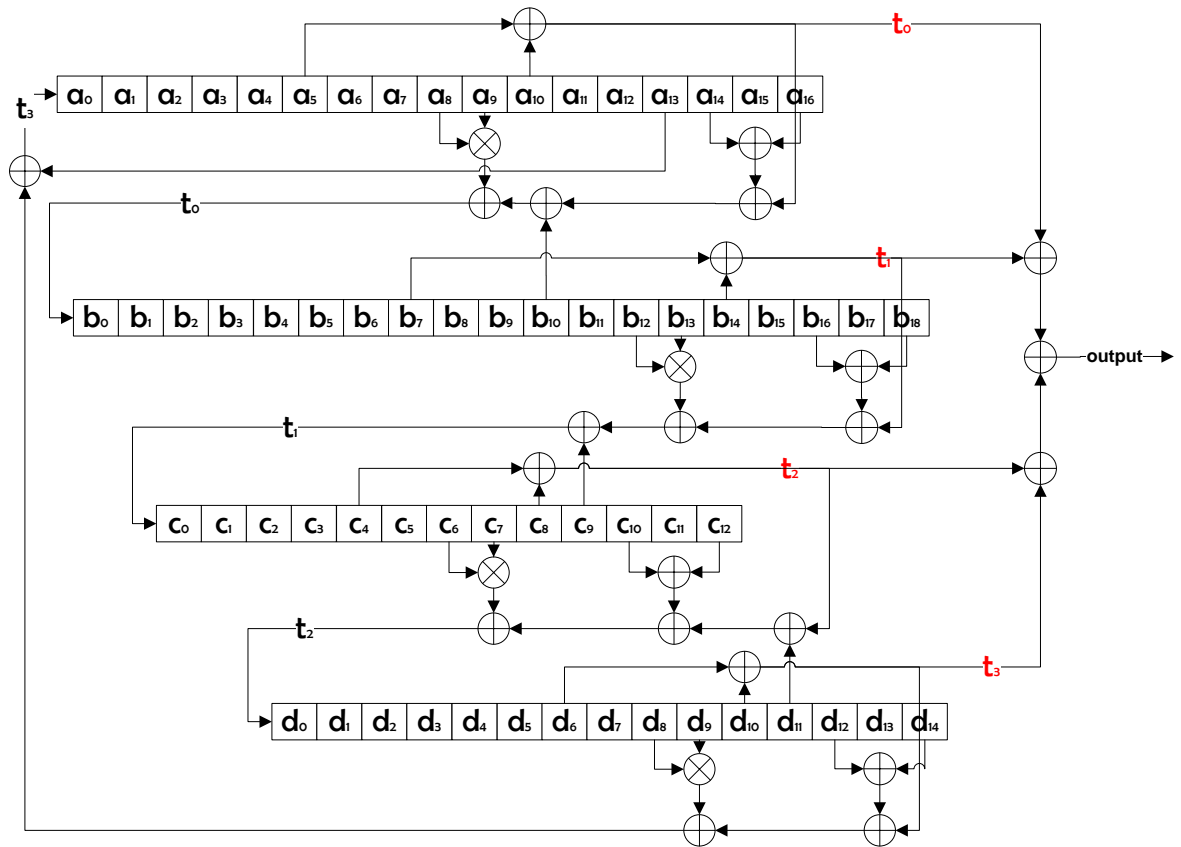 t₀
a₀ a₁ a₂ a₃ a₄ a₅ a₆ a₇ a₈ a₉ a₁₀ a₁₁ a₁₂ a₁₃ a₁₄ a₁₅ a₁₆
t₃
t₀
t₁
b₀ b₁ b₂ b₃ b₄ b₅ b₆ b₇ b₈ b₉ b₁₀ b₁₁ b₁₂ b₁₃ b₁₄ b₁₅ b₁₆ b₁₇ b₁₈
output
t₁
t₂
c₀ c₁ c₂ c₃ c₄ c₅ c₆ c₇ c₈ c₉ c₁₀ c₁₁ c₁₂
t₂
t₃
d₀ d₁ d₂ d₃ d₄ d₅ d₆ d₇ d₈ d₉ d₁₀ d₁₁ d₁₂ d₁₃ d₁₄